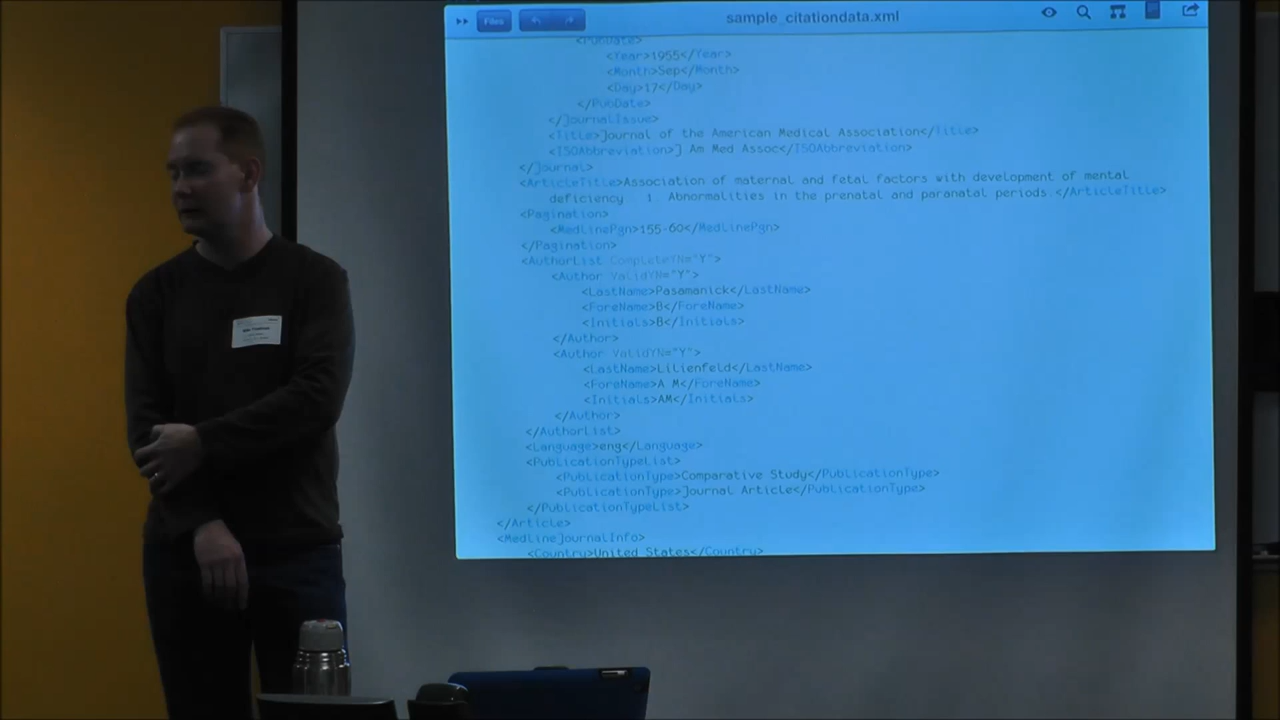 Files
sample_citationdata.xml
<PubDate>
<Year>1955</Year>
<Month>Sep</Month>
<Day>17</Day>
</PubDate>
</JournalIssue>
<Title>Journal of the American Medical Association</Title>
<ISOAbbreviation>J Am Med Assoc</ISOAbbreviation>
</Journal>
<ArticleTitle>Association of maternal and fetal factors with development of mental
deficiency 1 Abnormalities in the prenatal and paranatal periods.</ArticleTitle>
<Pagination>
<MedlinePgn>155-60</MedlinePgn>
</Pagination>
<AuthorList CompleteYN="Y">
<Author ValidYN="Y">
<LastName>Pasamanick</LastName>
<ForeName>B</ForeName>
<Initials>B</Initials>
</Author>
<Author ValidYN="Y">
<LastName>Lilienfeld</LastName>
<ForeName>A M</ForeName>
<Initials>AM</Initials>
</Author>
</AuthorList>
<Language>eng</Language>
<PublicationTypeList>
<PublicationType>Comparative Study</PublicationType>
<PublicationType>Journal Article</PublicationType>
</PublicationTypeList>
</Article>
<MedlineJournalInfo>
<Country>United States</Country>